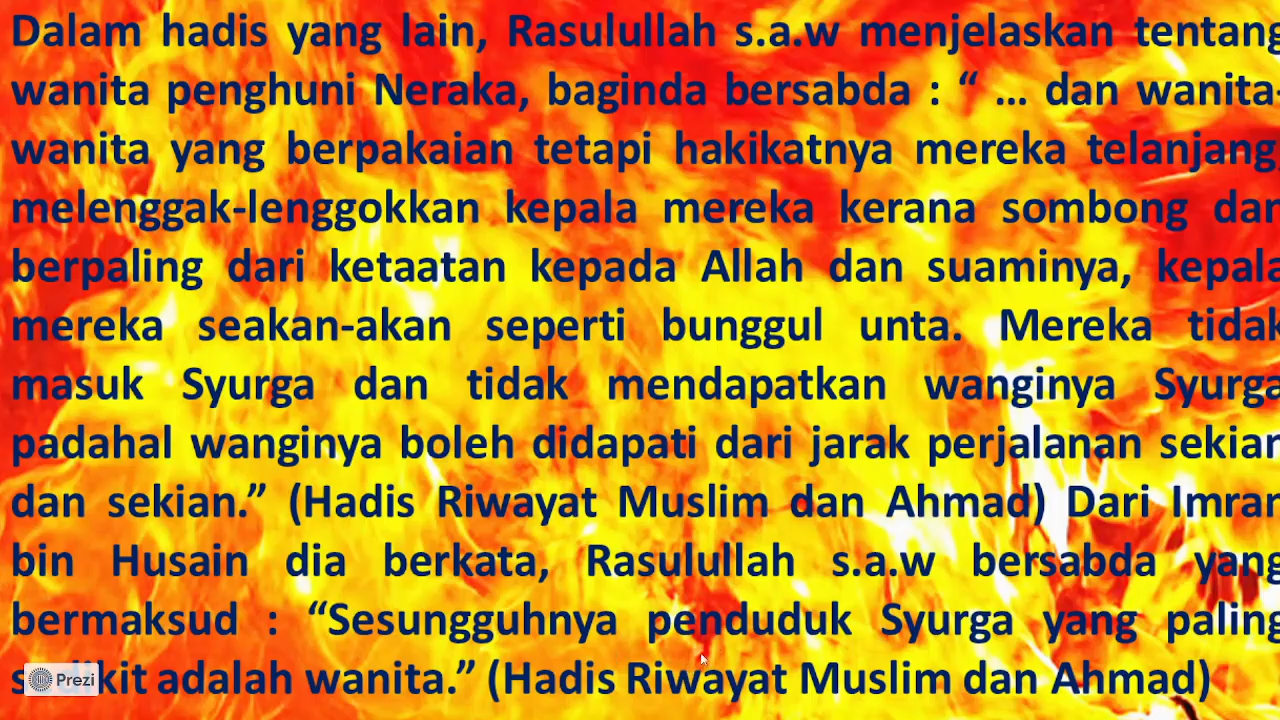 Dalam hadis yang lain, Rasulullah s.a.w menjelaskan tentang
wanita penghuni Neraka, baginda bersabda : “ ... dan wanita-
wanita yang berpakaian tetapi hakikatnya mereka telanjang,
melenggak-lenggokkan kepala mereka kerana sombong dan
berpaling dari ketaatan kepada Allah dan suaminya, kepala
mereka seakan-akan seperti bunggul unta. Mereka tidak
masuk Syurga dan tidak mendapatkan wanginya Syurga
padahal wanginya boleh didapati dari jarak perjalanan sekian
dan sekian.” (Hadis Riwayat Muslim dan Ahmad) Dari Imran
bin Husain dia berkata, Rasulullah s.a.w bersabda yang
bermaksud : “Sesungguhnya penduduk Syurga yang paling
sedikit adalah wanita.” (Hadis Riwayat Muslim dan Ahmad)
Prezi